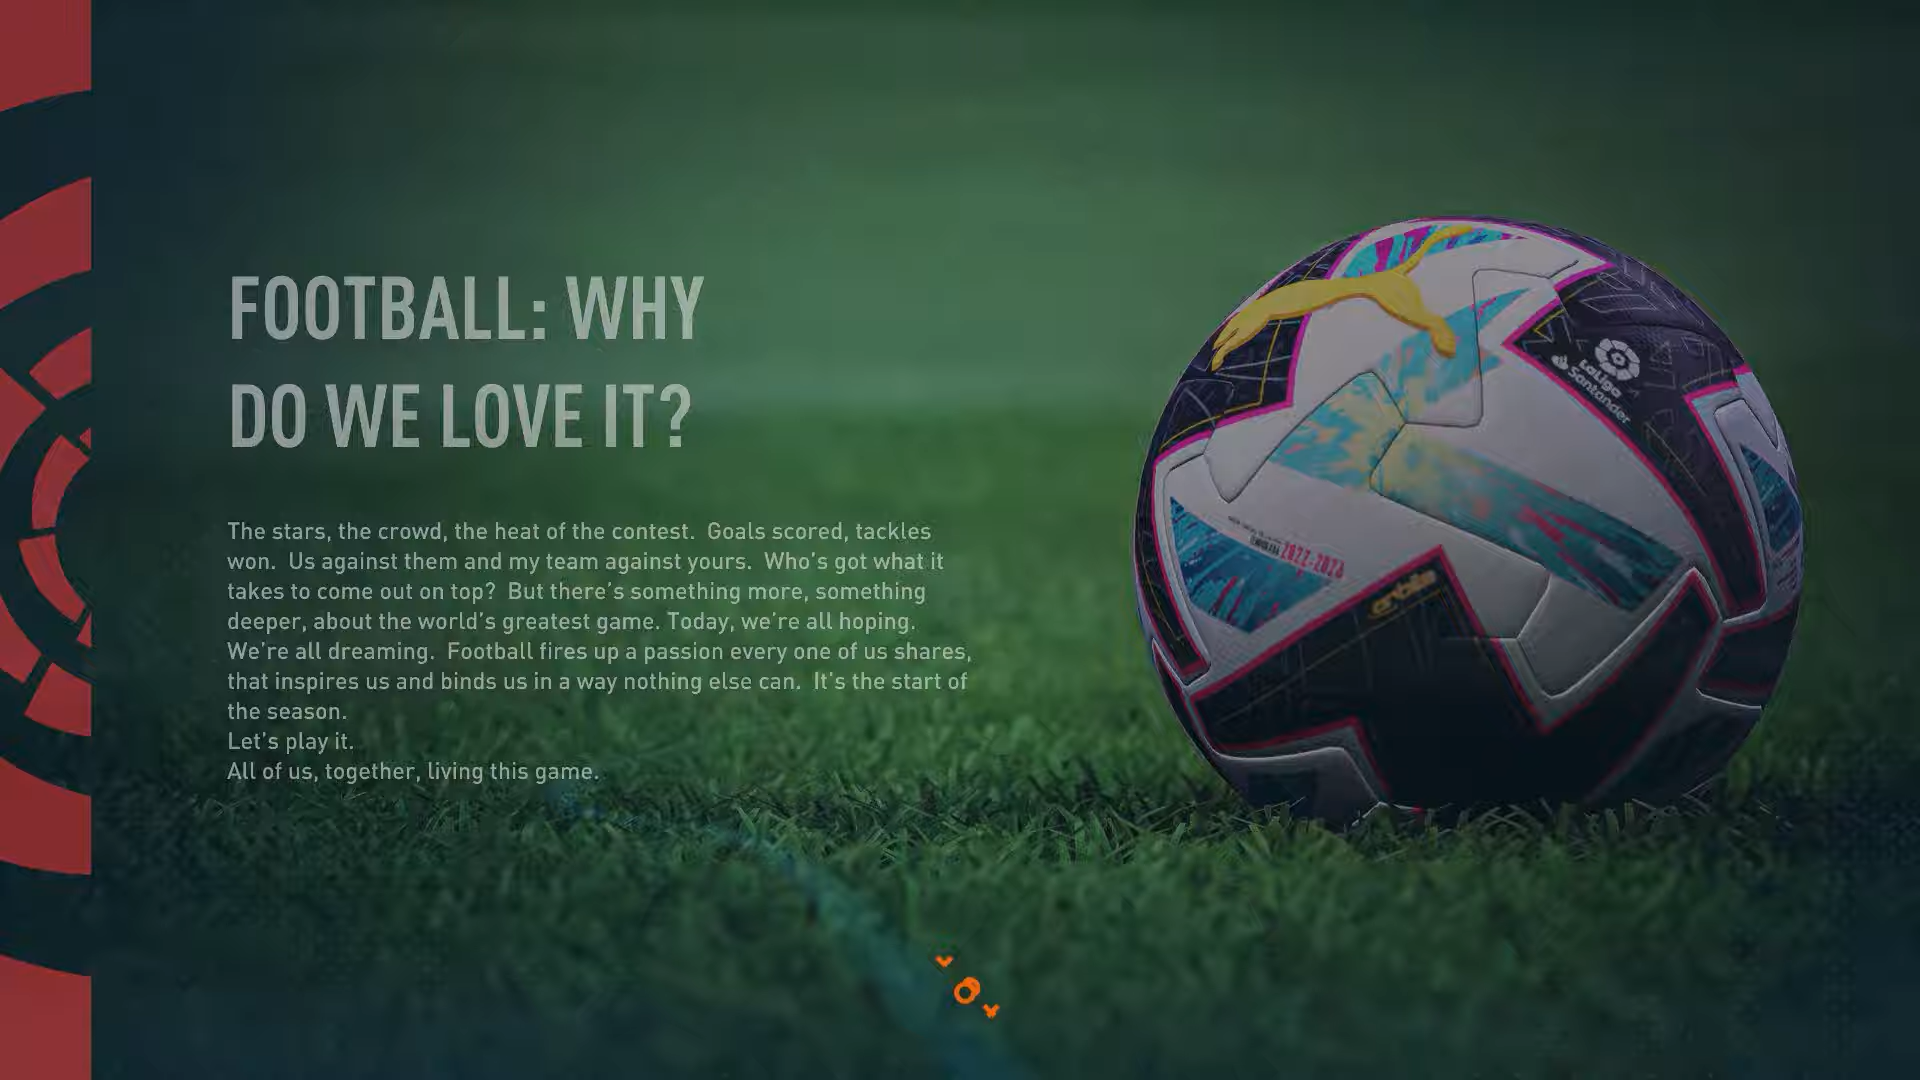 FOOTBALL: WHY
DO WE LOVE IT?
The stars, the crowd, the heat of the contest.  Goals scored, tackles
won.  Us against them and my team against yours.  Who's got what it
takes to come out on top?  But there's something more, something
deeper, about the world's greatest game. Today, we're all hoping.
We're all dreaming.  Football fires up a passion every one of us shares,
that inspires us and binds us in a way nothing else can.  It's the start of
the season.
Let's play it.
All of us, together, living this game.
LaLiga
Santander
TEMPORADA 2022-2023
orbita